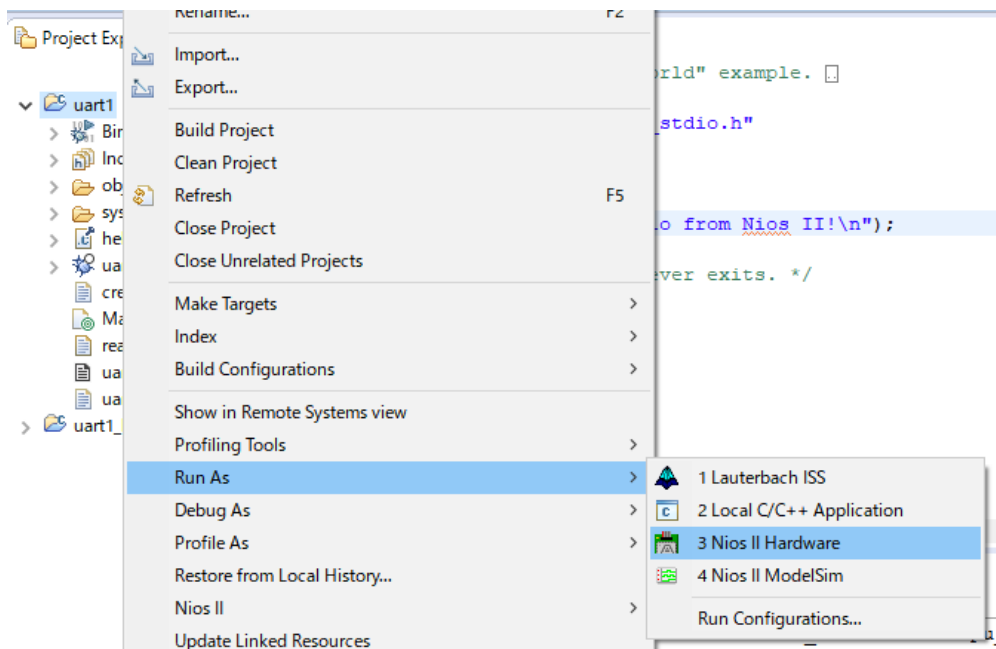 Rename... F2
Project Exp
Import...
orld" example.
Export...
uart1
_stdio.h"
Bin
Build Project
Inc
Clean Project
ob
Refresh F5
sys
Close Project
o from Nios II!\n");
he
Close Unrelated Projects
ua
ever exits. */
cre
Make Targets
Ma
Index
rea
Build Configurations
ua
ua
Show in Remote Systems view
uart1_
Profiling Tools
Run As
1 Lauterbach ISS
Debug As
2 Local C/C++ Application
Profile As
3 Nios II Hardware
Restore from Local History...
4 Nios II ModelSim
Nios II
Run Configurations...
Update Linked Resources